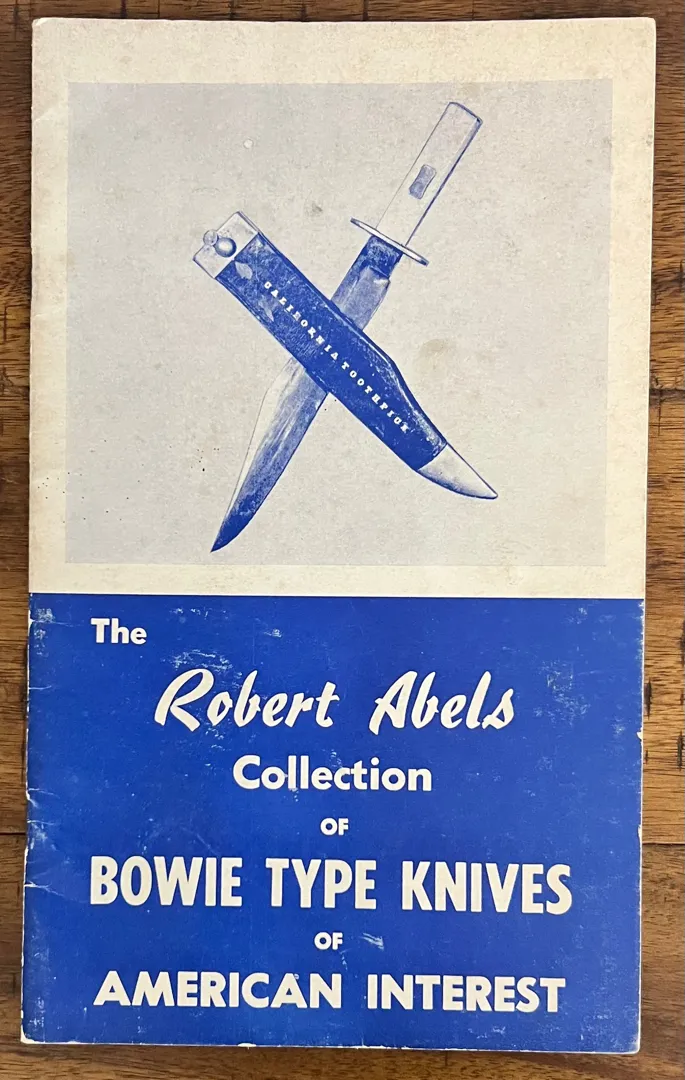 CALIFORNIA TOOTHPICK
The
Robert Abels
Collection
OF
BOWIE TYPE KNIVES
OF
AMERICAN INTEREST